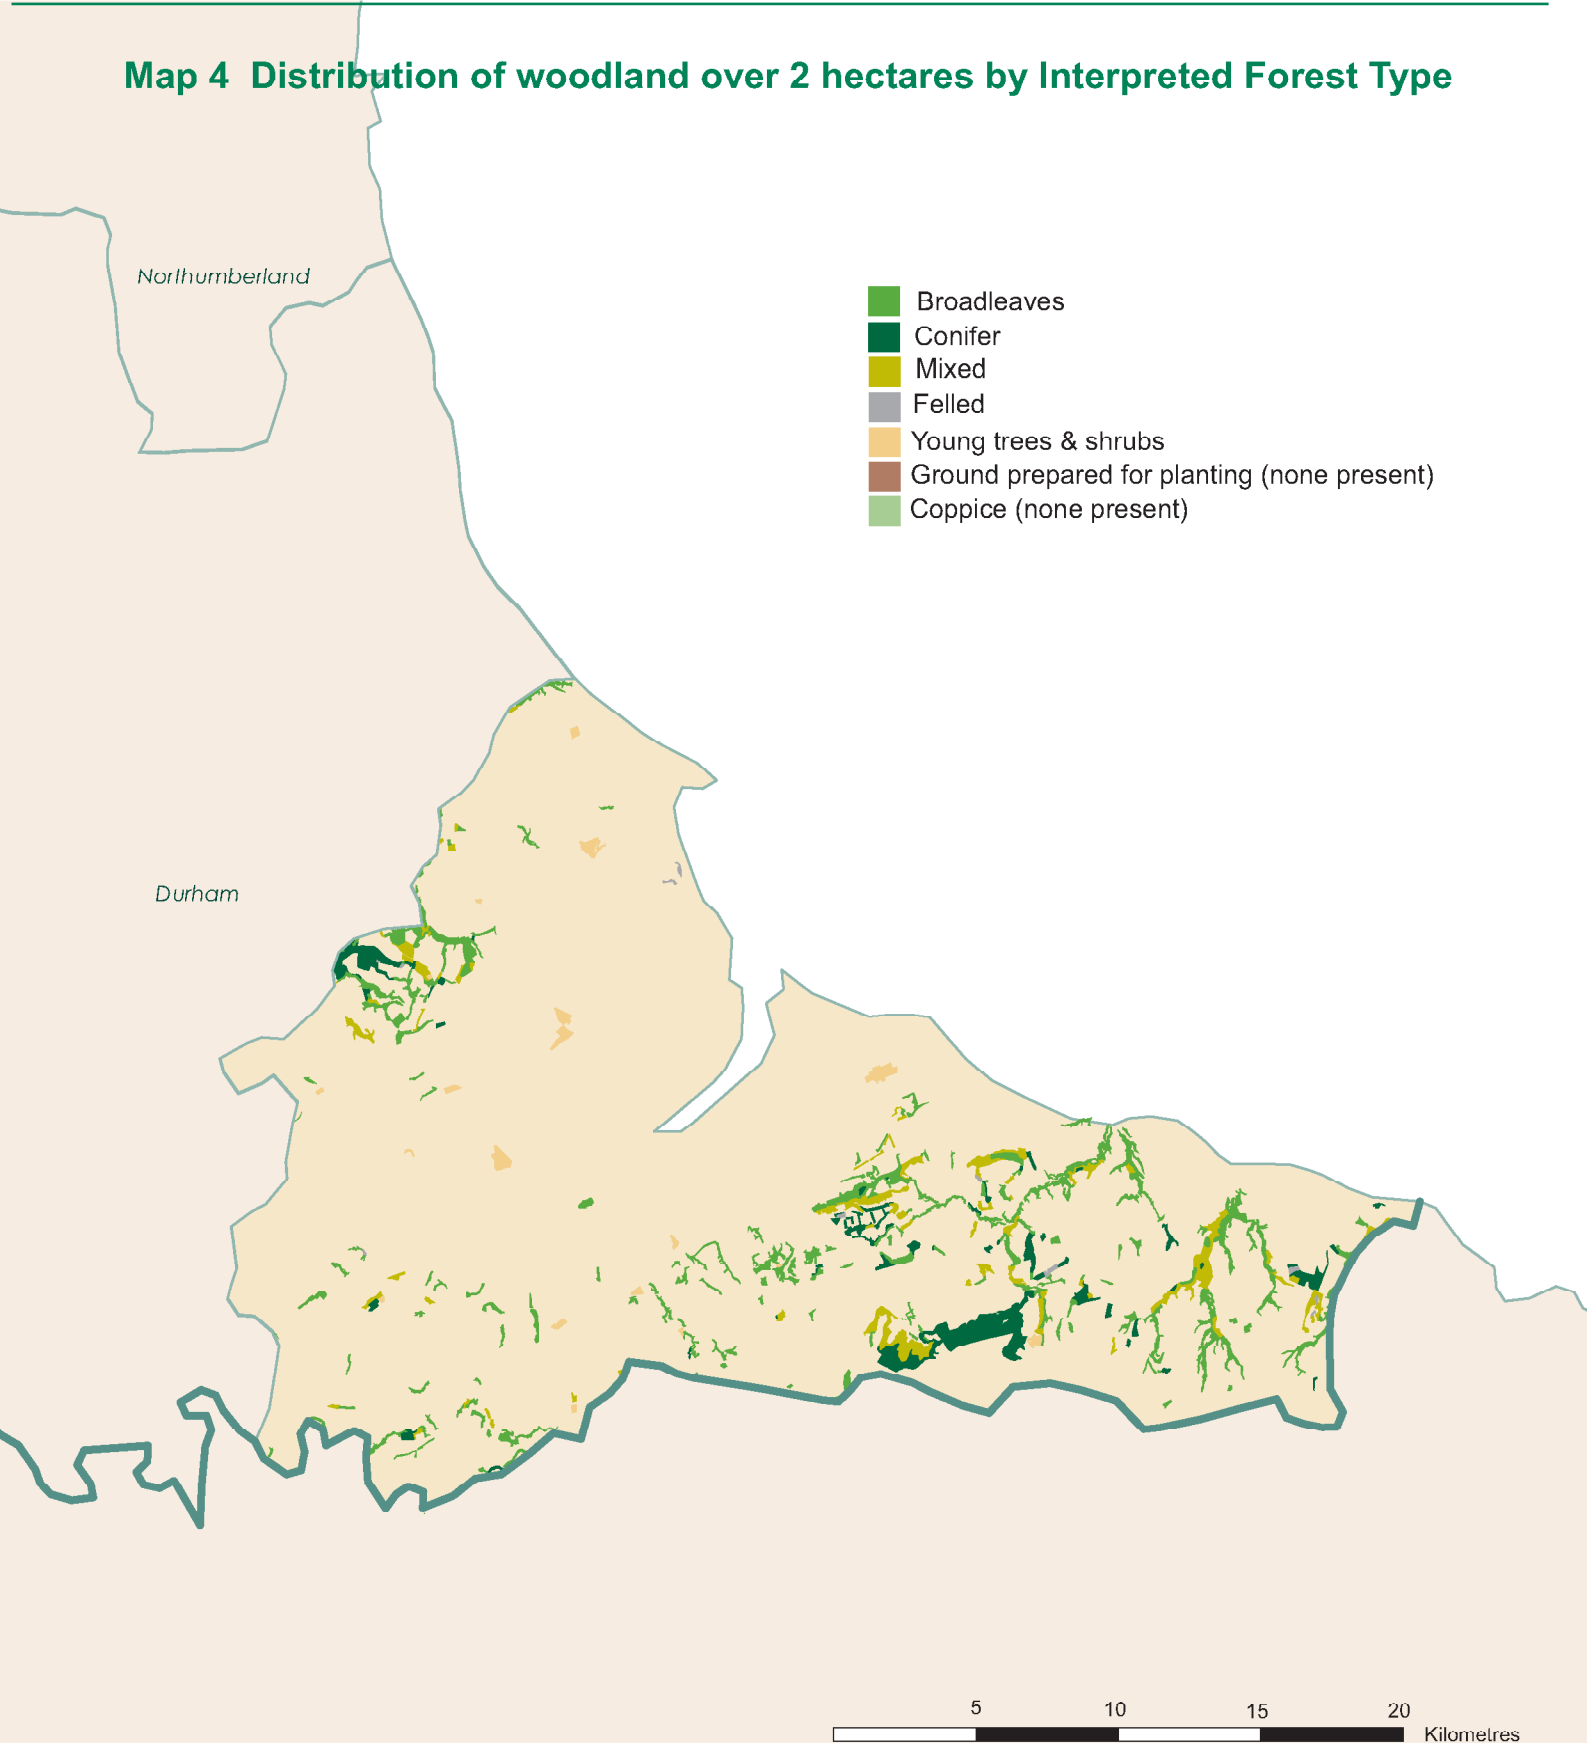 Map 4  Distribution of woodland over 2 hectares by Interpreted Forest Type
Northumberland
Broadleaves
Conifer
Mixed
Felled
Young trees & shrubs
Ground prepared for planting (none present)
Coppice (none present)
Durham
5 10 15 20
Kilometres